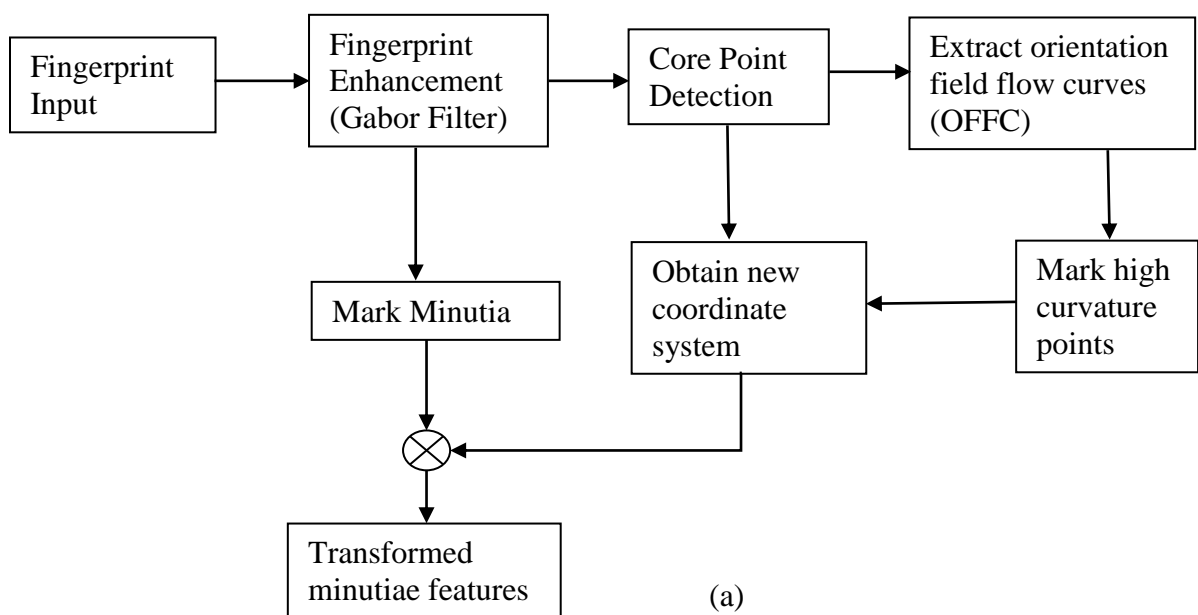 Fingerprint
Input
Fingerprint
Enhancement
(Gabor Filter)
Core Point
Detection
Extract orientation
field flow curves
(OFFC)
Mark Minutia
Obtain new
coordinate
system
Mark high
curvature
points
Transformed
minutiae features
(a)